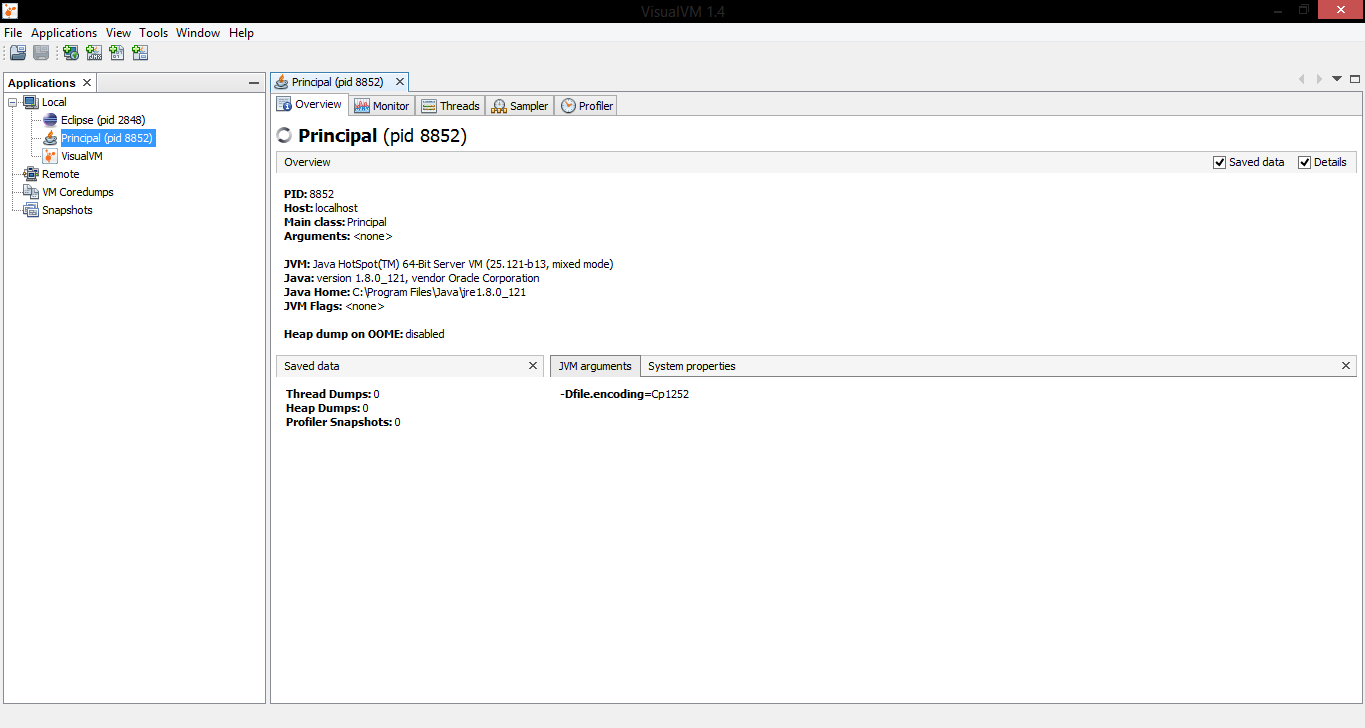 VisualVM 1.4
File Applications View Tools Window Help
Applications
Local
Eclipse (pid 2848)
Principal (pid 8852)
VisualVM
Remote
VM Coredumps
Snapshots
Principal (pid 8852)
Overview Monitor Threads Sampler Profiler
Principal (pid 8852)
Overview Saved data Details
PID: 8852
Host: localhost
Main class: Principal
Arguments: <none>
JVM: Java HotSpot(TM) 64-Bit Server VM (25.121-b13, mixed mode)
Java: version 1.8.0_121, vendor Oracle Corporation
Java Home: C:\Program Files\Java\jre1.8.0_121
JVM Flags: <none>
Heap dump on OOME: disabled
Saved data
Thread Dumps: 0
Heap Dumps: 0
Profiler Snapshots: 0
JVM arguments System properties
-Dfile.encoding=Cp1252